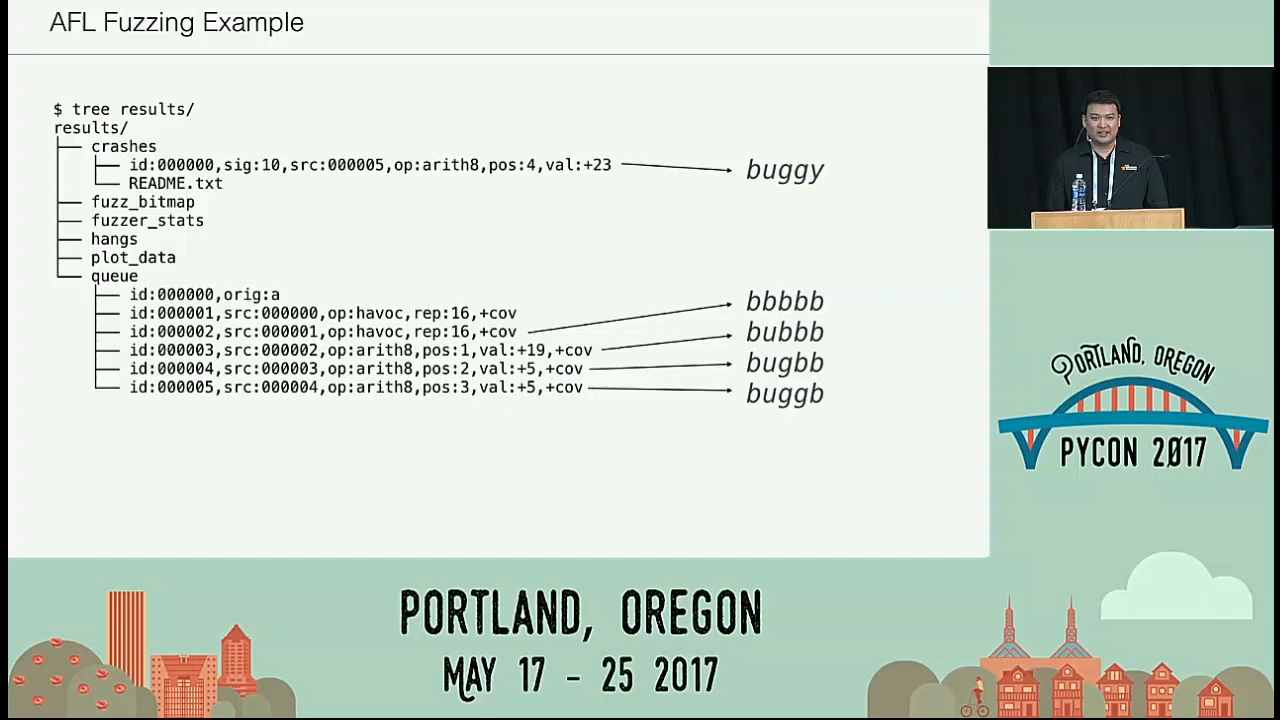 AFL Fuzzing Example
$ tree results/
results/
crashes
id:000000,sig:10,src:000005,op:arith8,pos:4,val:+23
buggy
README.txt
fuzz_bitmap
fuzzer_stats
hangs
plot_data
queue
id:000000,orig:a
id:000001,src:000000,op:havoc,rep:16,+cov
id:000002,src:000001,op:havoc,rep:16,+cov
bbbbb
id:000003,src:000002,op:arith8,pos:1,val:+19,+cov
bubbb
id:000004,src:000003,op:arith8,pos:2,val:+5,+cov
bugbb
id:000005,src:000004,op:arith8,pos:3,val:+5,+cov
buggb
PORTLAND, OREGON
PYCON 2017
PORTLAND, OREGON
MAY 17 - 25 2017